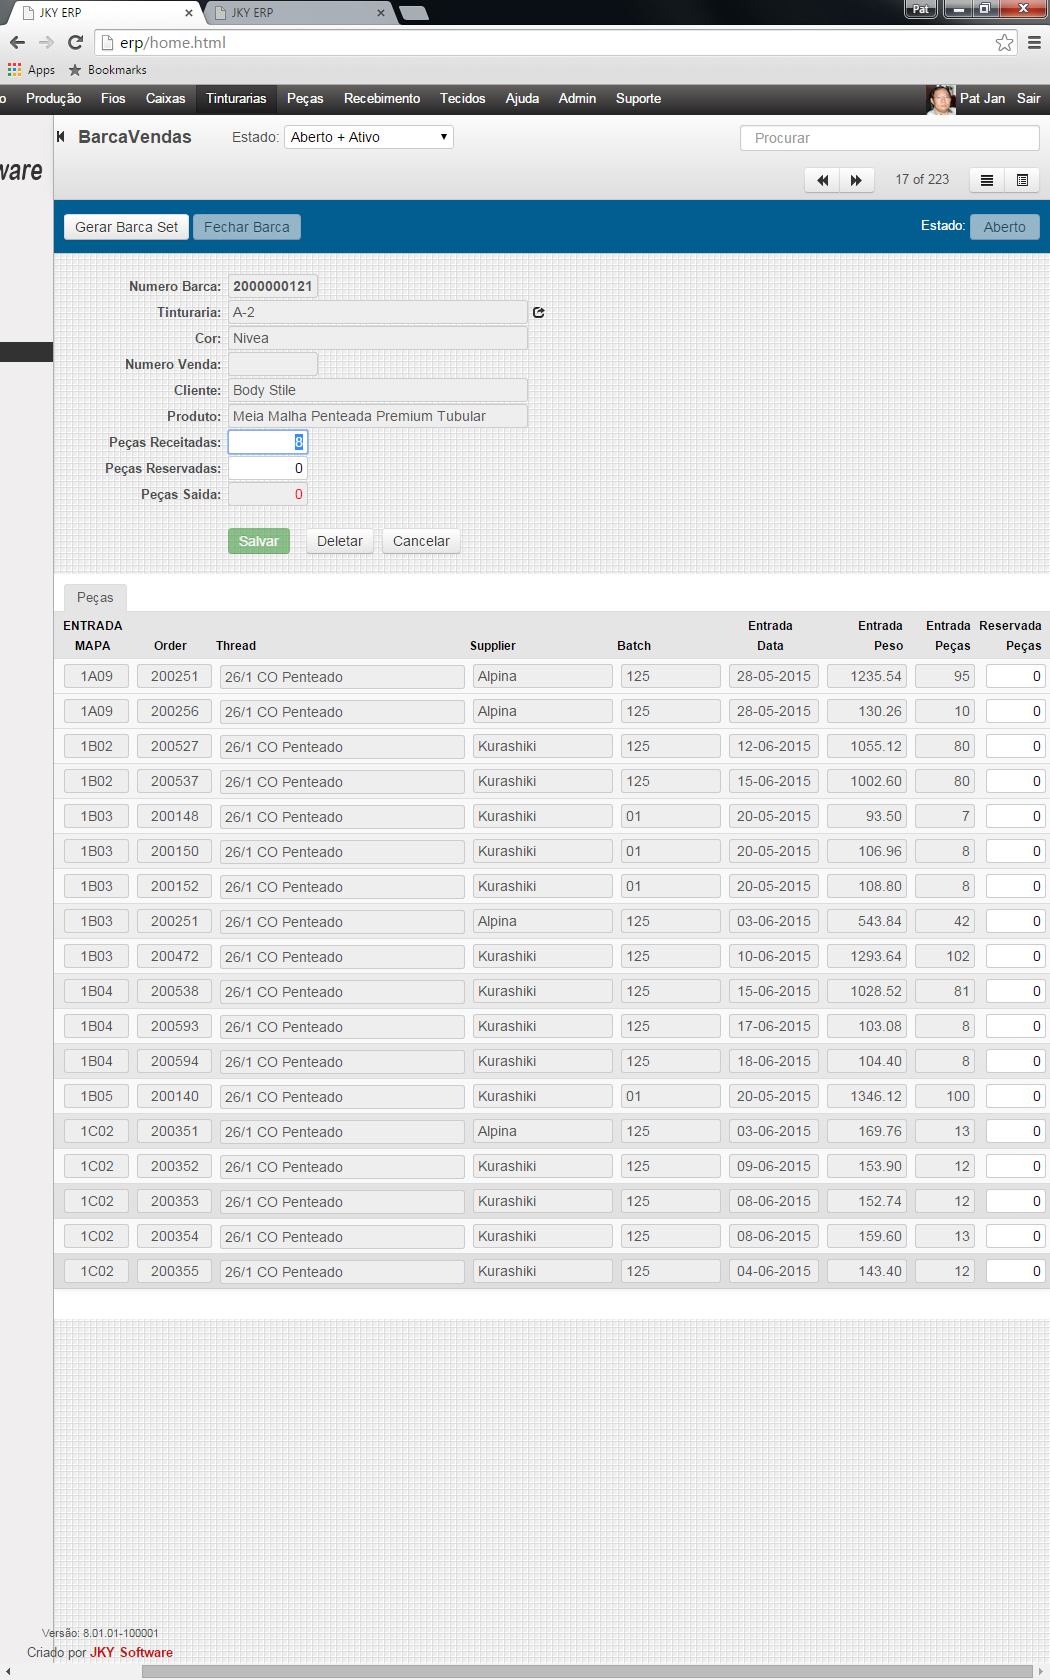 JKY ERP × JKY ERP × Pat
erp/home.html
Apps Bookmarks
o Produção Fios Caixas Tinturarias Peças Recebimento Tecidos Ajuda Admin Suporte Pat Jan Sair
BarcaVendas Estado: Aberto + Ativo Procurar
ware
17 of 223
Gerar Barca Set Fechar Barca Estado: Aberto
Numero Barca: 2000000121
Tinturaria: A-2
Cor: Nivea
Numero Venda:
Cliente: Body Stile
Produto: Meia Malha Penteada Premium Tubular
Peças Receitadas: 8
Peças Reservadas: 0
Peças Saida: 0
Salvar Deletar Cancelar
Peças
ENTRADA Entrada Entrada Entrada Reservada
MAPA Order Thread Supplier Batch Data Peso Peças Peças
1A09 200251 26/1 CO Penteado Alpina 125 28-05-2015 1235.54 95 0
1A09 200256 26/1 CO Penteado Alpina 125 28-05-2015 130.26 10 0
1B02 200527 26/1 CO Penteado Kurashiki 125 12-06-2015 1055.12 80 0
1B02 200537 26/1 CO Penteado Kurashiki 125 15-06-2015 1002.60 80 0
1B03 200148 26/1 CO Penteado Kurashiki 01 20-05-2015 93.50 7 0
1B03 200150 26/1 CO Penteado Kurashiki 01 20-05-2015 106.96 8 0
1B03 200152 26/1 CO Penteado Kurashiki 01 20-05-2015 108.80 8 0
1B03 200251 26/1 CO Penteado Alpina 125 03-06-2015 543.84 42 0
1B03 200472 26/1 CO Penteado Kurashiki 125 10-06-2015 1293.64 102 0
1B04 200538 26/1 CO Penteado Kurashiki 125 15-06-2015 1028.52 81 0
1B04 200593 26/1 CO Penteado Kurashiki 125 17-06-2015 103.08 8 0
1B04 200594 26/1 CO Penteado Kurashiki 125 18-06-2015 104.40 8 0
1B05 200140 26/1 CO Penteado Kurashiki 01 20-05-2015 1346.12 100 0
1C02 200351 26/1 CO Penteado Alpina 125 03-06-2015 169.76 13 0
1C02 200352 26/1 CO Penteado Kurashiki 125 09-06-2015 153.90 12 0
1C02 200353 26/1 CO Penteado Kurashiki 125 08-06-2015 152.74 12 0
1C02 200354 26/1 CO Penteado Kurashiki 125 08-06-2015 159.60 13 0
1C02 200355 26/1 CO Penteado Kurashiki 125 04-06-2015 143.40 12 0
Versão: 8.01.01-100001
Criado por JKY Software